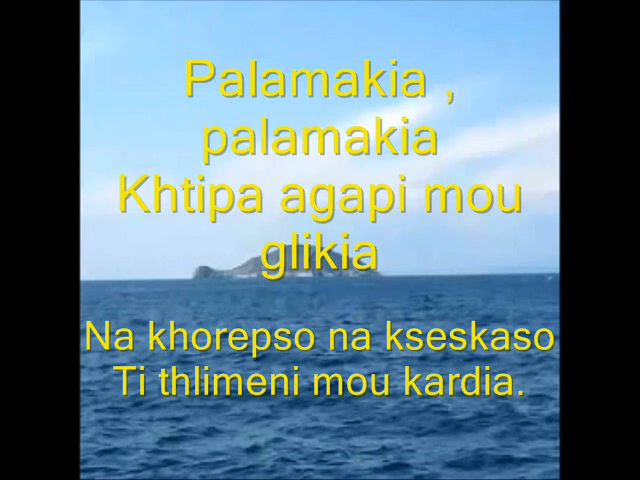 Palamakia ,
palamakia
Khtipa agapi mou
glikia
Na khorepso na kseskaso
Ti thlimeni mou kardia.